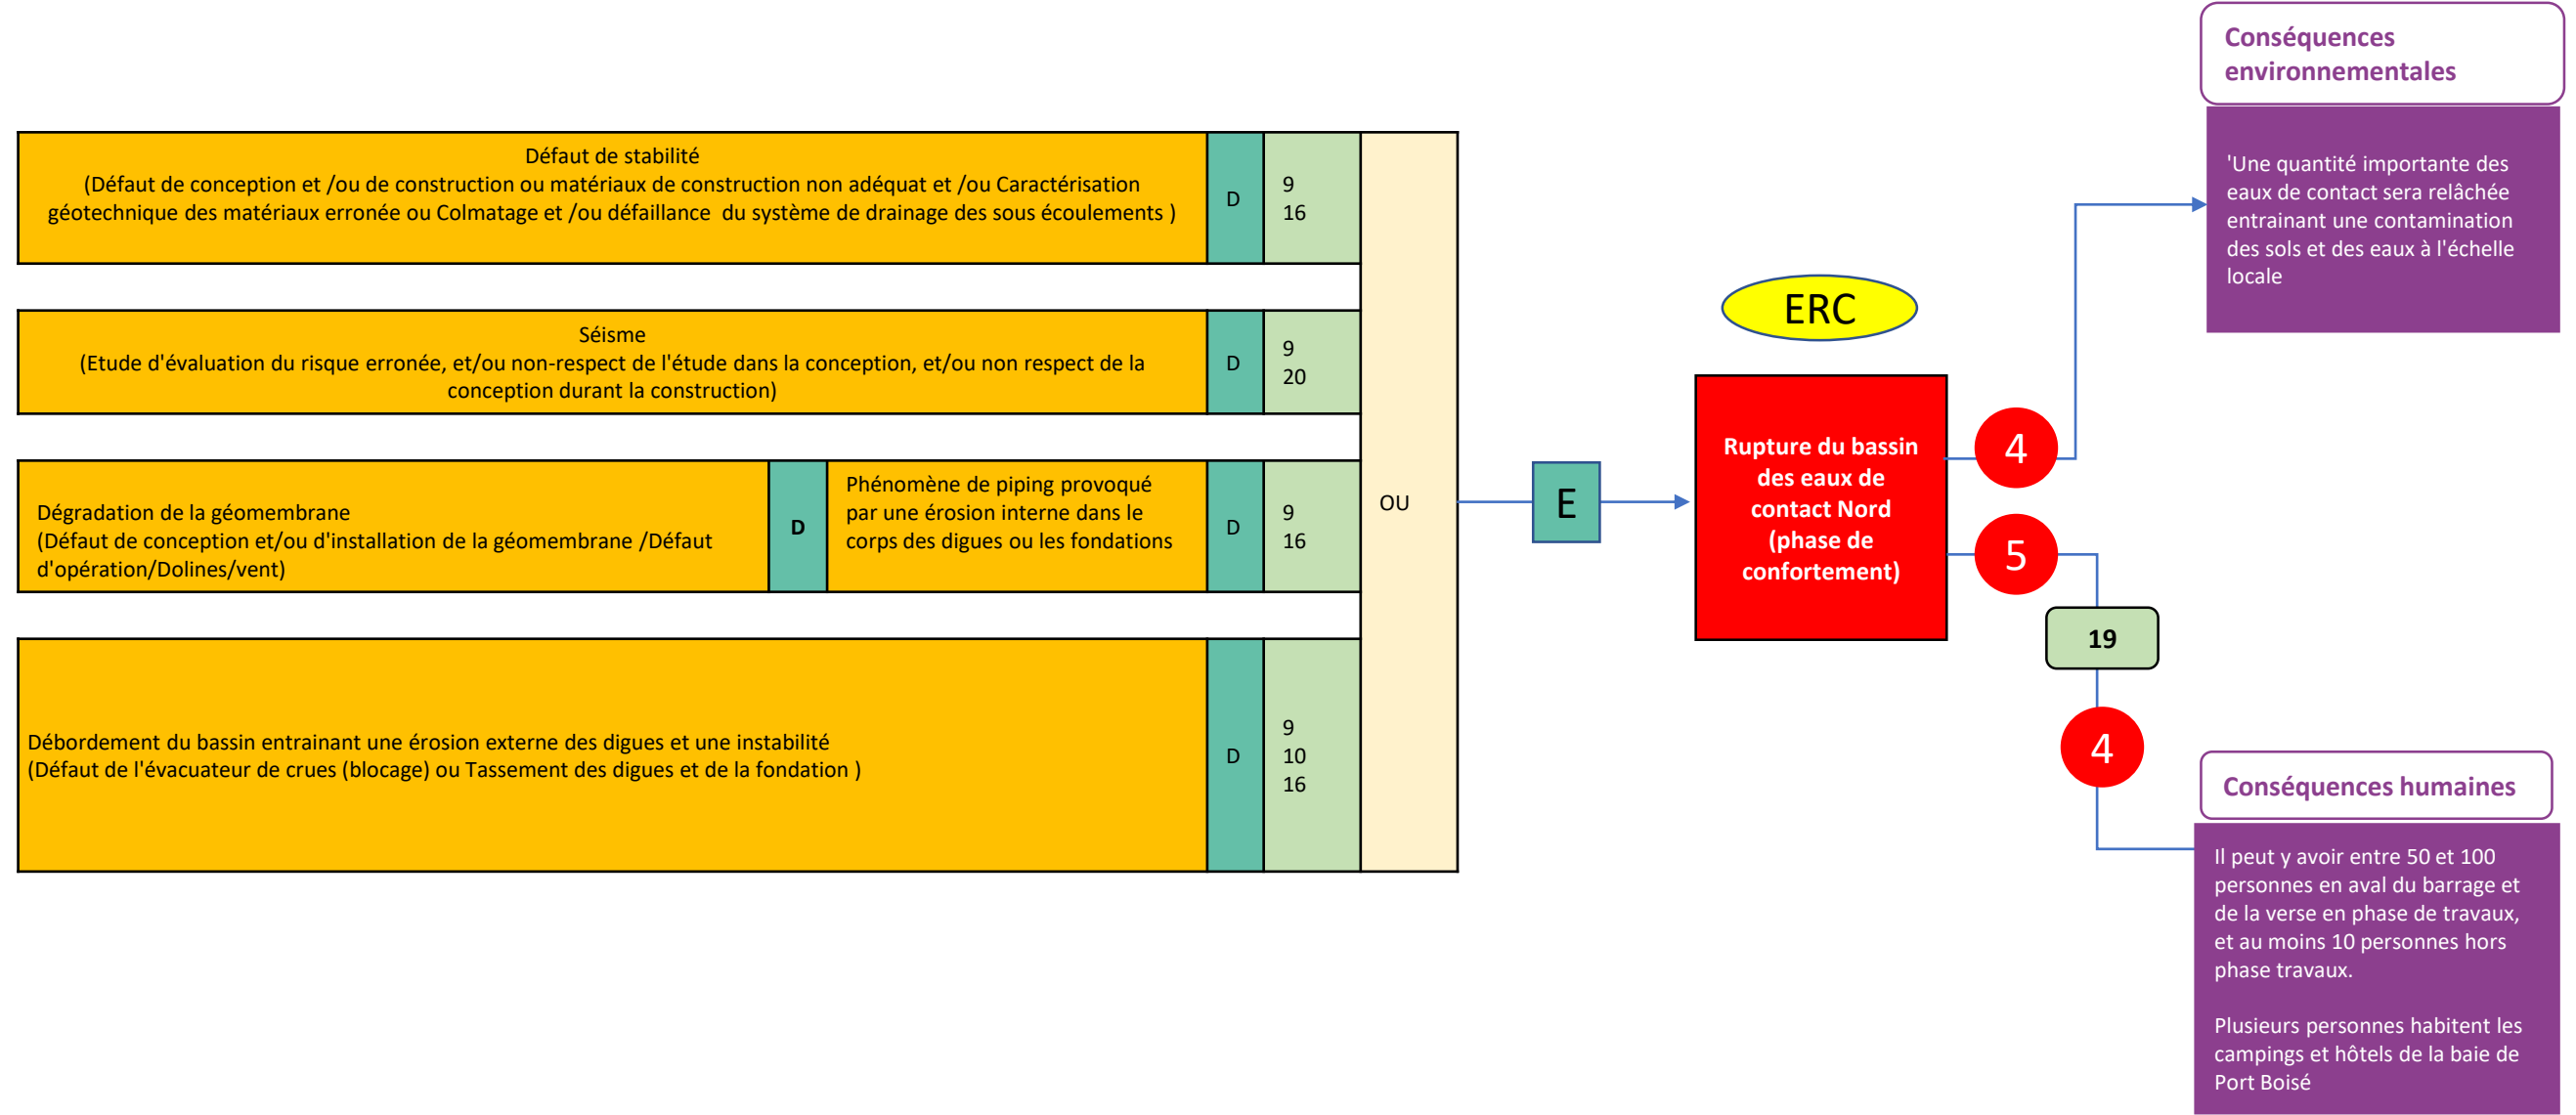 Conséquences
environnementales
'Une quantité importante des
eaux de contact sera relâchée
entrainant une contamination
des sols et des eaux à l'échelle
locale
Défaut de stabilité
(Défaut de conception et /ou de construction ou matériaux de construction non adéquat et /ou Caractérisation
géotechnique des matériaux erronée ou Colmatage et /ou défaillance  du système de drainage des sous écoulements )
D
9
16
Séisme
(Etude d'évaluation du risque erronée, et/ou non-respect de l'étude dans la conception, et/ou non respect de la
conception durant la construction)
D
9
20
Dégradation de la géomembrane
(Défaut de conception et/ou d'installation de la géomembrane /Défaut
d'opération/Dolines/vent)
D
Phénomène de piping provoqué
par une érosion interne dans le
corps des digues ou les fondations
D
9
16
Débordement du bassin entrainant une érosion externe des digues et une instabilité
(Défaut de l'évacuateur de crues (blocage) ou Tassement des digues et de la fondation )
D
9
10
16
OU
E
ERC
Rupture du bassin
des eaux de
contact Nord
(phase de
confortement)
4
5
19
4
Conséquences humaines
Il peut y avoir entre 50 et 100
personnes en aval du barrage et
de la verse en phase de travaux,
et au moins 10 personnes hors
phase travaux.
Plusieurs personnes habitent les
campings et hôtels de la baie de
Port Boisé